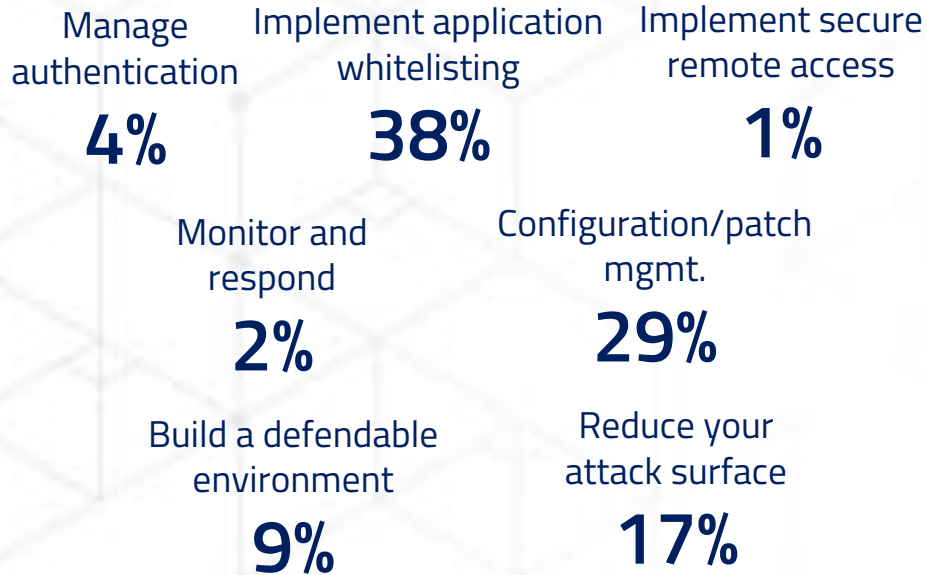 Manage
authentication
4%
Implement application
whitelisting
38%
Implement secure
remote access
1%
Monitor and
respond
2%
Configuration/patch
mgmt.
29%
Build a defendable
environment
9%
Reduce your
attack surface
17%